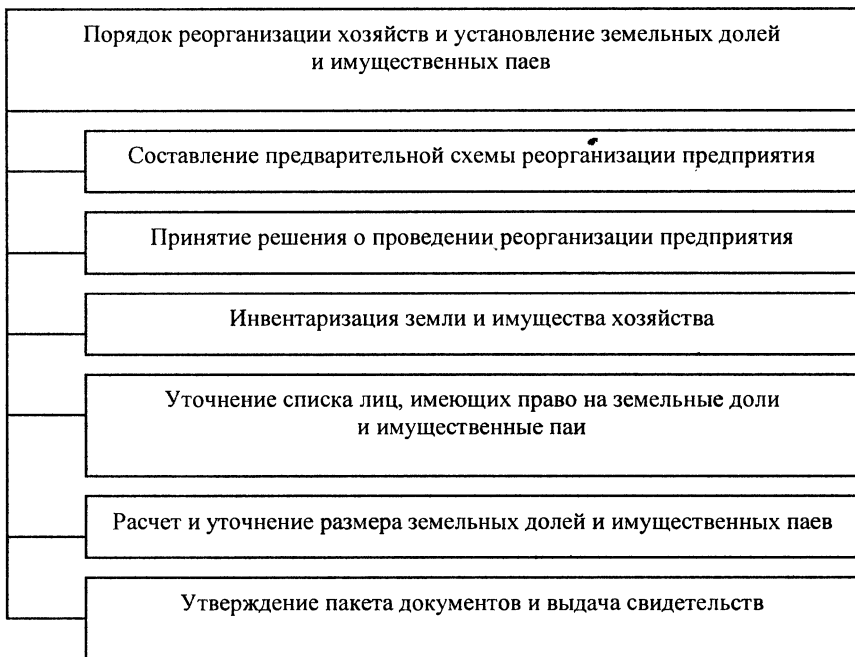 Порядок реорганизации хозяйств и установление земельных долей
и имущественных паев
Составление предварительной схемы реорганизации предприятия
Принятие решения о проведении реорганизации предприятия
Инвентаризация земли и имущества хозяйства
Уточнение списка лиц, имеющих право на земельные доли
и имущественные паи
Расчет и уточнение размера земельных долей и имущественных паев
Утверждение пакета документов и выдача свидетельств